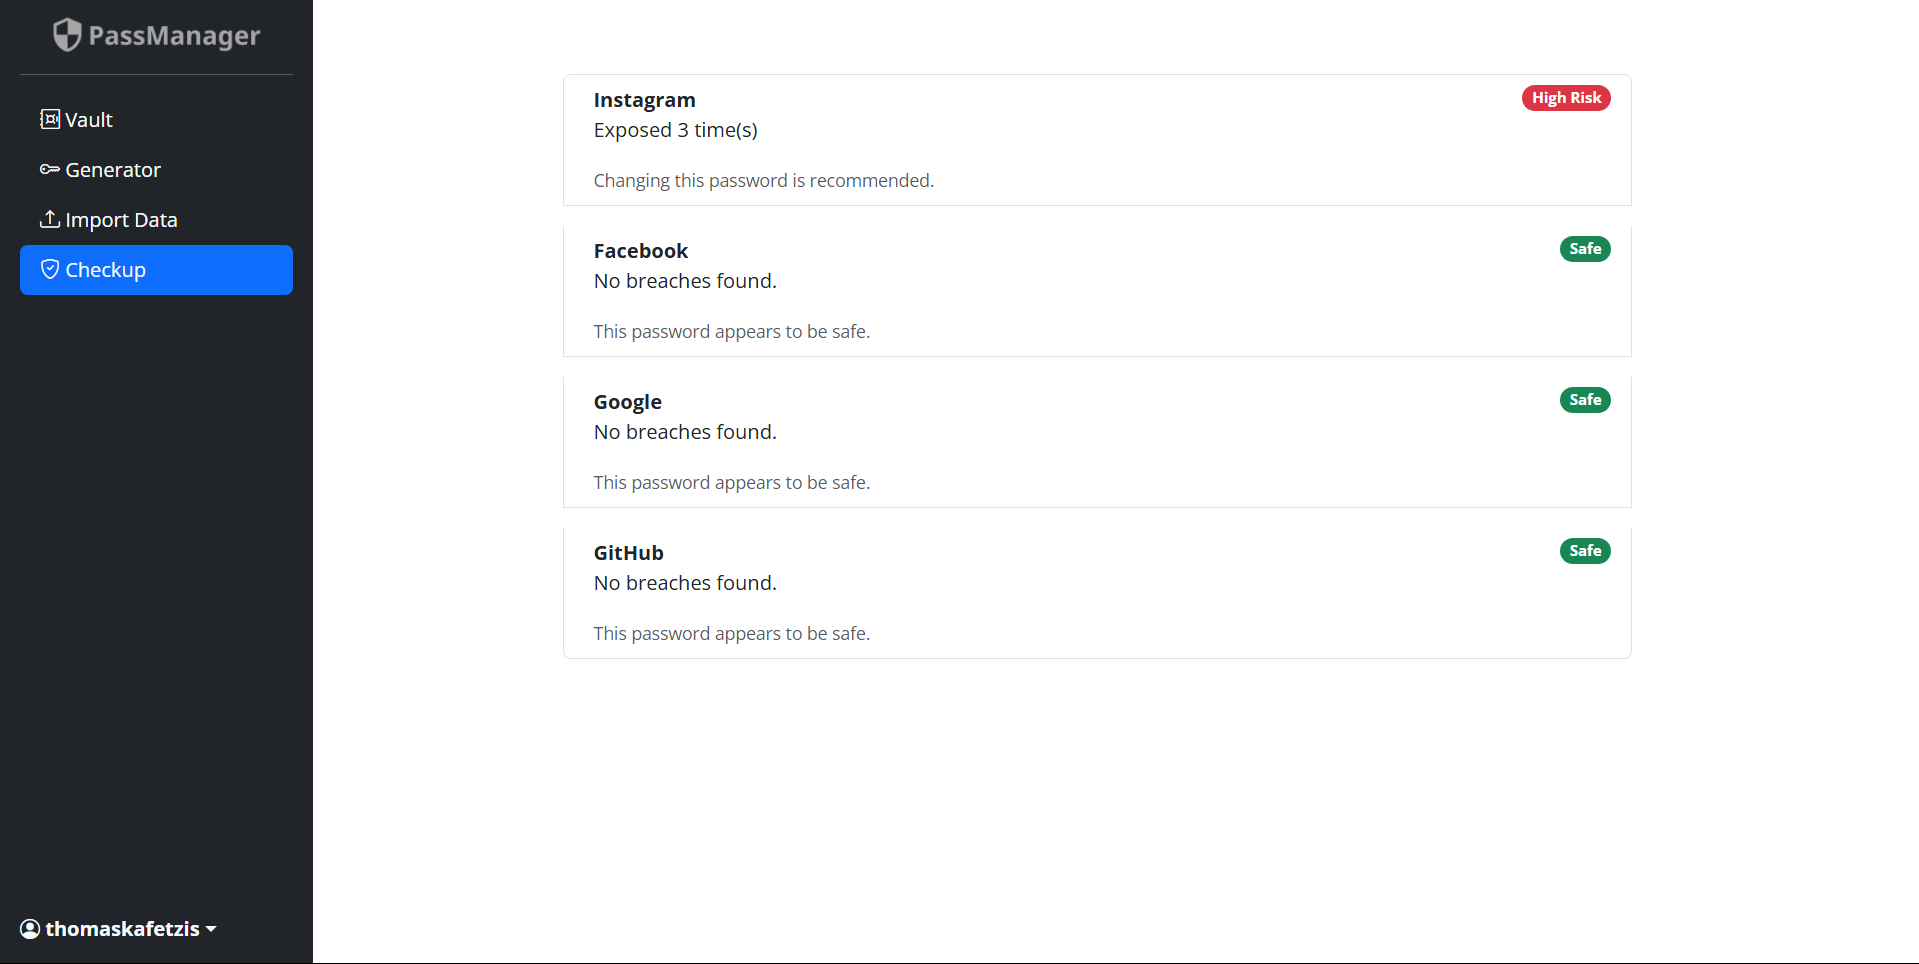 PassManager
Vault
Generator
Import Data
Checkup
thomaskafetzis
Instagram
High Risk
Exposed 3 time(s)
Changing this password is recommended.
Facebook
Safe
No breaches found.
This password appears to be safe.
Google
Safe
No breaches found.
This password appears to be safe.
GitHub
Safe
No breaches found.
This password appears to be safe.